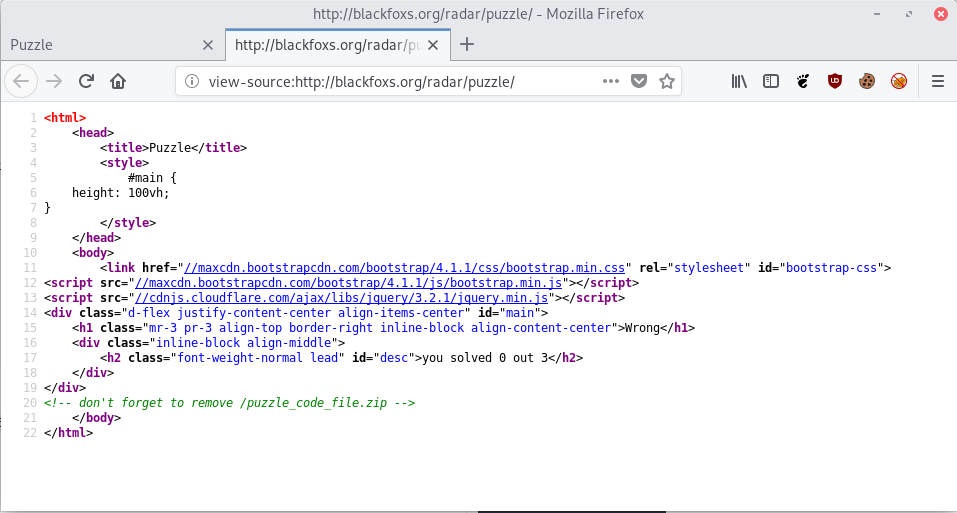 http://blackfoxs.org/radar/puzzle/ - Mozilla Firefox
Puzzle
http://blackfoxs.org/radar/pu
view-source:http://blackfoxs.org/radar/puzzle/
1 <html>
2 <head>
3 <title>Puzzle</title>
4 <style>
5 #main {
6 height: 100vh;
7 }
8 </style>
9 </head>
10 <body>
11 <link href="//maxcdn.bootstrapcdn.com/bootstrap/4.1.1/css/bootstrap.min.css" rel="stylesheet" id="bootstrap-css">
12 <script src="//maxcdn.bootstrapcdn.com/bootstrap/4.1.1/js/bootstrap.min.js"></script>
13 <script src="//cdnjs.cloudflare.com/ajax/libs/jquery/3.2.1/jquery.min.js"></script>
14 <div class="d-flex justify-content-center align-items-center" id="main">
15 <h1 class="mr-3 pr-3 align-top border-right inline-block align-content-center">Wrong</h1>
16 <div class="inline-block align-middle">
17 <h2 class="font-weight-normal lead" id="desc">you solved 0 out 3</h2>
18 </div>
19 </div>
20 <!-- don't forget to remove /puzzle_code_file.zip -->
21 </body>
22 </html>